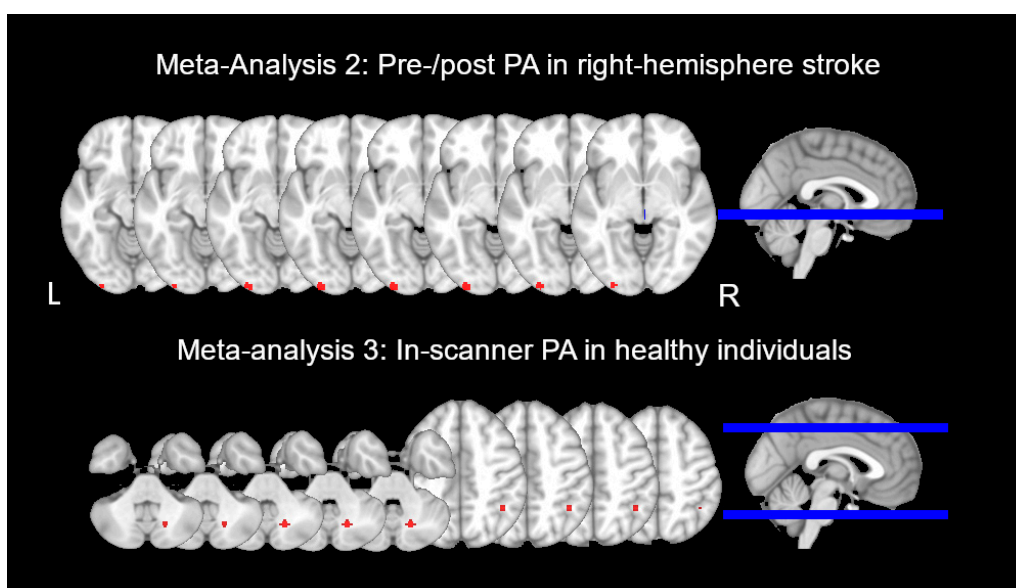 Meta-Analysis 2: Pre-/post PA in right-hemisphere stroke
L
R
Meta-analysis 3: In-scanner PA in healthy individuals